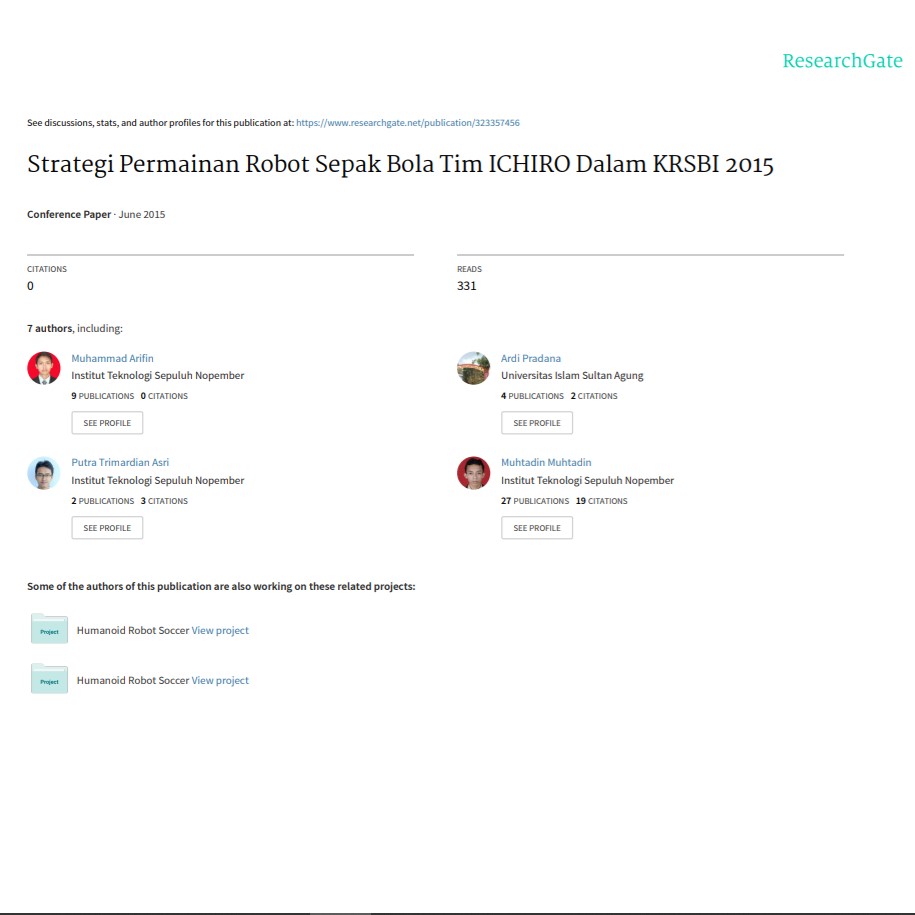 ResearchGate
See discussions, stats, and author profiles for this publication at: https://www.researchgate.net/publication/323357456
Strategi Permainan Robot Sepak Bola Tim ICHIRO Dalam KRSBI 2015
Conference Paper · June 2015
CITATIONS
0
READS
331
7 authors, including:
Muhammad Arifin
Institut Teknologi Sepuluh Nopember
9 PUBLICATIONS 0 CITATIONS
SEE PROFILE
Ardi Pradana
Universitas Islam Sultan Agung
4 PUBLICATIONS 2 CITATIONS
SEE PROFILE
Putra Trimardian Asri
Institut Teknologi Sepuluh Nopember
2 PUBLICATIONS 3 CITATIONS
SEE PROFILE
Muhtadin Muhtadin
Institut Teknologi Sepuluh Nopember
27 PUBLICATIONS 19 CITATIONS
SEE PROFILE
Some of the authors of this publication are also working on these related projects:
Project
Humanoid Robot Soccer View project
Project
Humanoid Robot Soccer View project